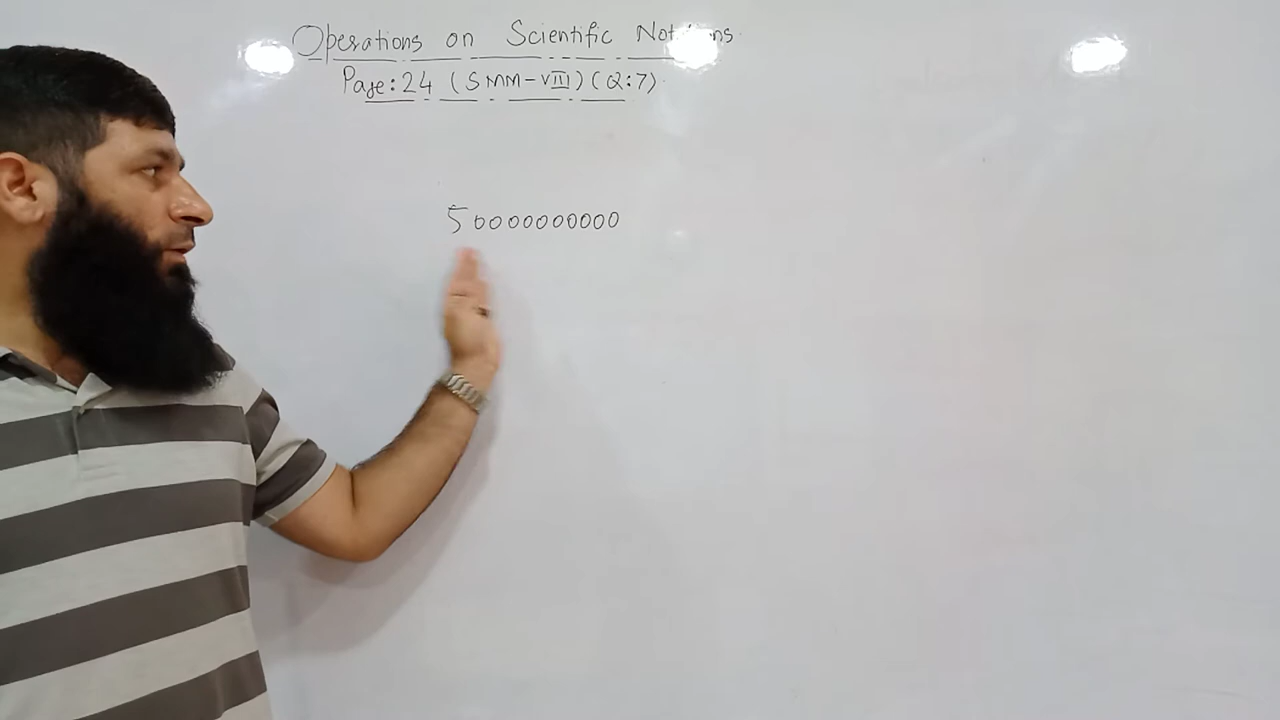 Operations on Scientific
Page:24 (SMM-VIII) (Q:7)
50000000000